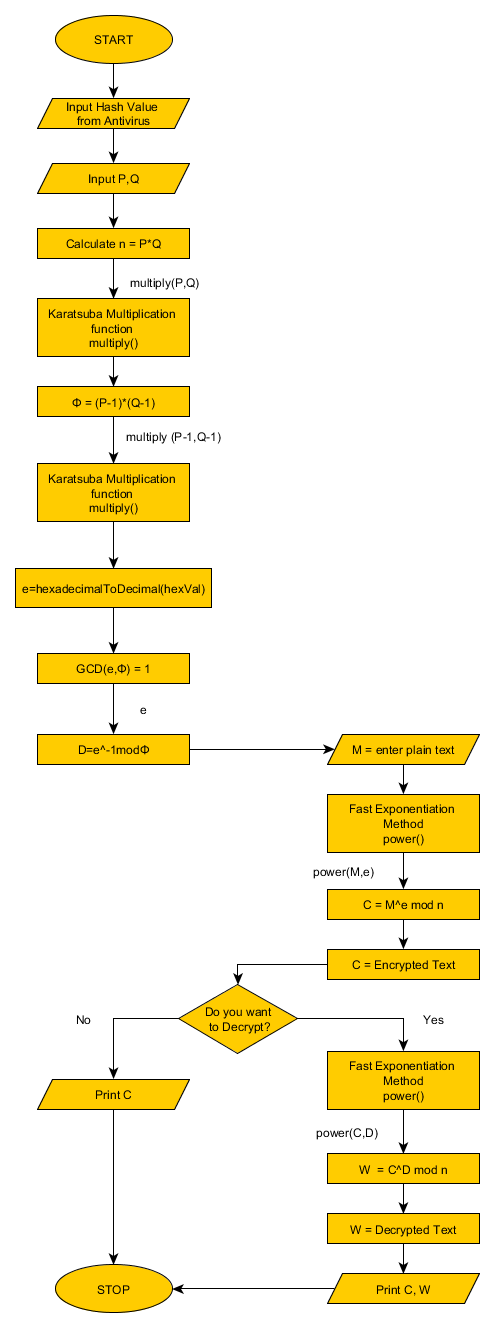 START
Input Hash Value
from Antivirus
Input P,Q
Calculate n = P*Q
multiply(P,Q)
Karatsuba Multiplication
function
multiply()
Φ = (P-1)*(Q-1)
multiply (P-1,Q-1)
Karatsuba Multiplication
function
multiply()
e=hexadecimalToDecimal(hexVal)
GCD(e,Φ) = 1
e
D=e^-1modΦ
M = enter plain text
Fast Exponentiation
Method
power()
power(M,e)
C = M^e mod n
C = Encrypted Text
Do you want
to Decrypt?
No
Yes
Print C
Fast Exponentiation
Method
power()
power(C,D)
W = C^D mod n
W = Decrypted Text
Print C, W
STOP